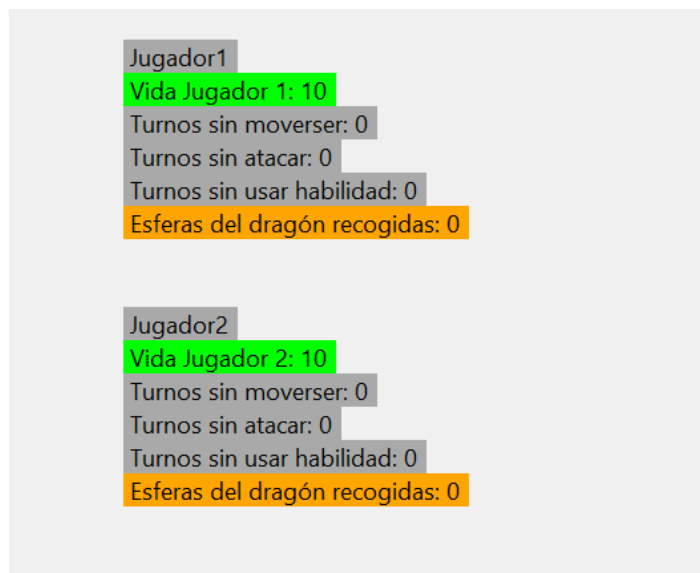 Jugador1
Vida Jugador 1: 10
Turnos sin moverser: 0
Turnos sin atacar: 0
Turnos sin usar habilidad: 0
Esferas del dragón recogidas: 0
Jugador2
Vida Jugador 2: 10
Turnos sin moverser: 0
Turnos sin atacar: 0
Turnos sin usar habilidad: 0
Esferas del dragón recogidas: 0